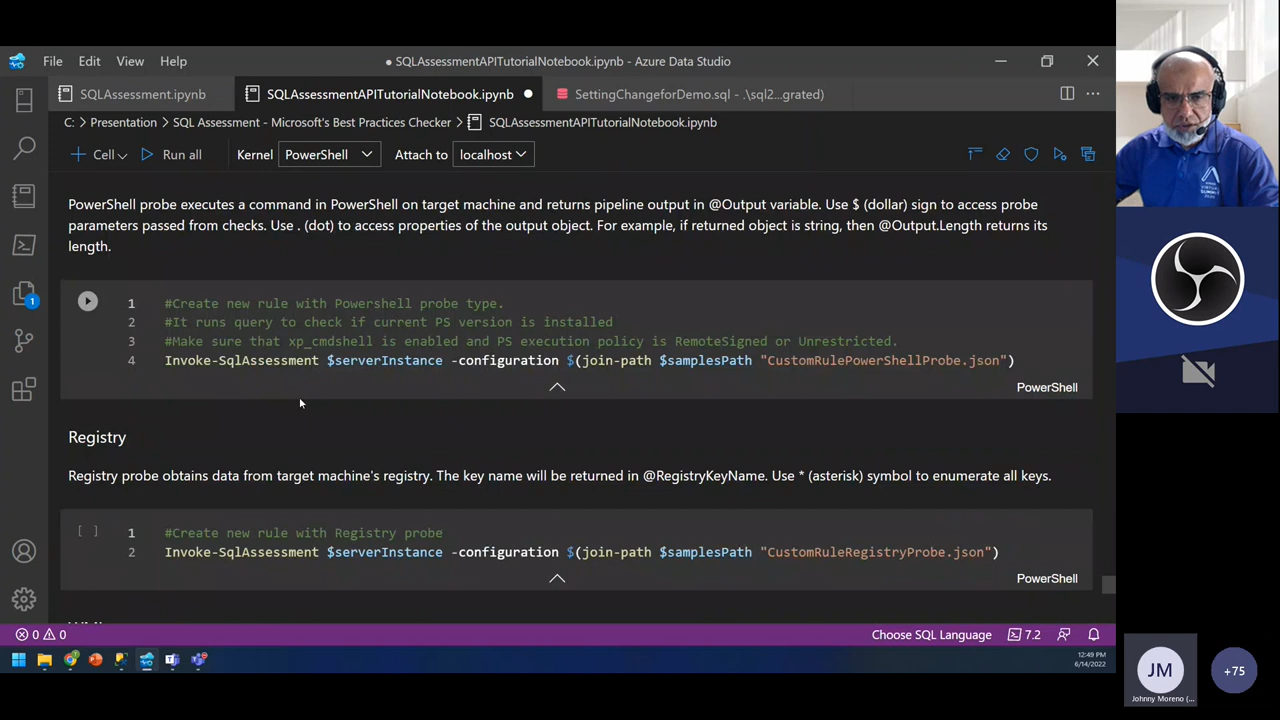 File Edit View Help
● SQLAssessmentAPITutorialNotebook.ipynb - Azure Data Studio
SQLAssessment.ipynb
SQLAssessmentAPITutorialNotebook.ipynb
SettingChangeforDemo.sql - .\sql2...grated)
C: > Presentation > SQL Assessment - Microsoft's Best Practices Checker > SQLAssessmentAPITutorialNotebook.ipynb
Cell Run all Kernel PowerShell Attach to localhost
PowerShell probe executes a command in PowerShell on target machine and returns pipeline output in @Output variable. Use $ (dollar) sign to access probe
parameters passed from checks. Use . (dot) to access properties of the output object. For example, if returned object is string, then @Output.Length returns its
length.
1 #Create new rule with Powershell probe type.
2 #It runs query to check if current PS version is installed
3 #Make sure that xp_cmdshell is enabled and PS execution policy is RemoteSigned or Unrestricted.
4 Invoke-SqlAssessment $serverInstance -configuration $(join-path $samplesPath "CustomRulePowerShellProbe.json")
PowerShell
Registry
Registry probe obtains data from target machine's registry. The key name will be returned in @RegistryKeyName. Use * (asterisk) symbol to enumerate all keys.
[ ] 1 #Create new rule with Registry probe
2 Invoke-SqlAssessment $serverInstance -configuration $(join-path $samplesPath "CustomRuleRegistryProbe.json")
PowerShell
1
0 0
Choose SQL Language 7.2
12:49 PM
6/14/2022
JM
Johnny Moreno (...
+75